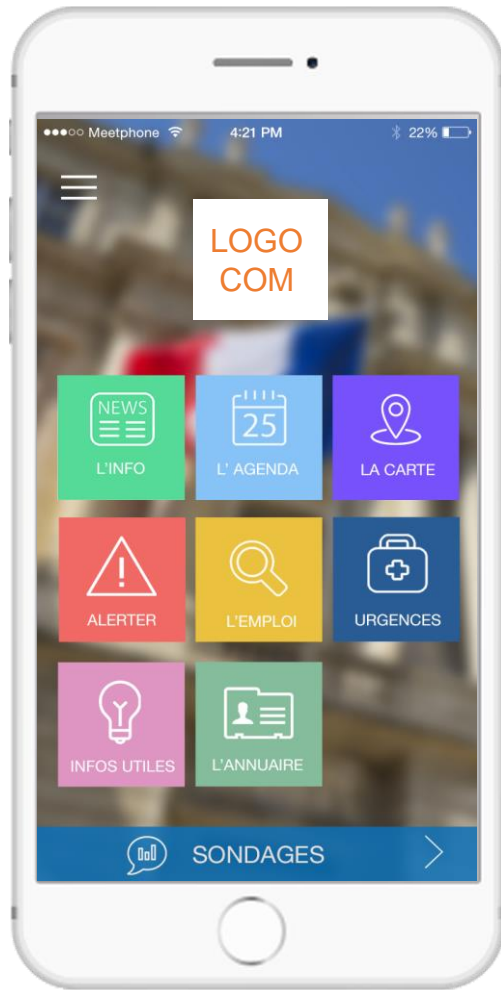 ●●●○○ Meetphone 4:21 PM 22%
LOGO
COM
NEWS
25
L'INFO
L' AGENDA
LA CARTE
ALERTER
L'EMPLOI
URGENCES
INFOS UTILES
L'ANNUAIRE
SONDAGES